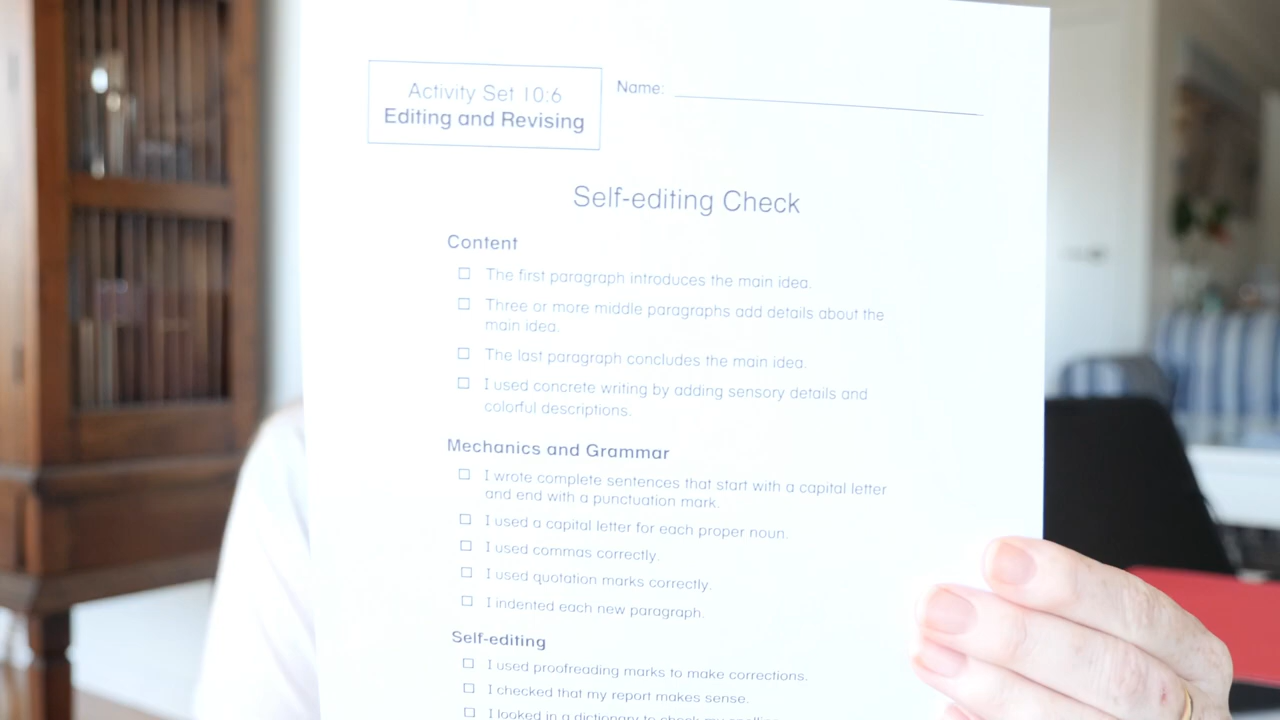 Activity Set 10:6
Editing and Revising
Name:
Self-editing Check
Content
The first paragraph introduces the main idea.
Three or more middle paragraphs add details about the
main idea.
The last paragraph concludes the main idea.
I used concrete writing by adding sensory details and
colorful descriptions.
Mechanics and Grammar
I wrote complete sentences that start with a capital letter
and end with a punctuation mark.
I used a capital letter for each proper noun.
I used commas correctly.
I used quotation marks correctly.
I indented each new paragraph.
Self-editing
I used proofreading marks to make corrections.
I checked that my report makes sense.
I looked in a dictionary to check my spelling